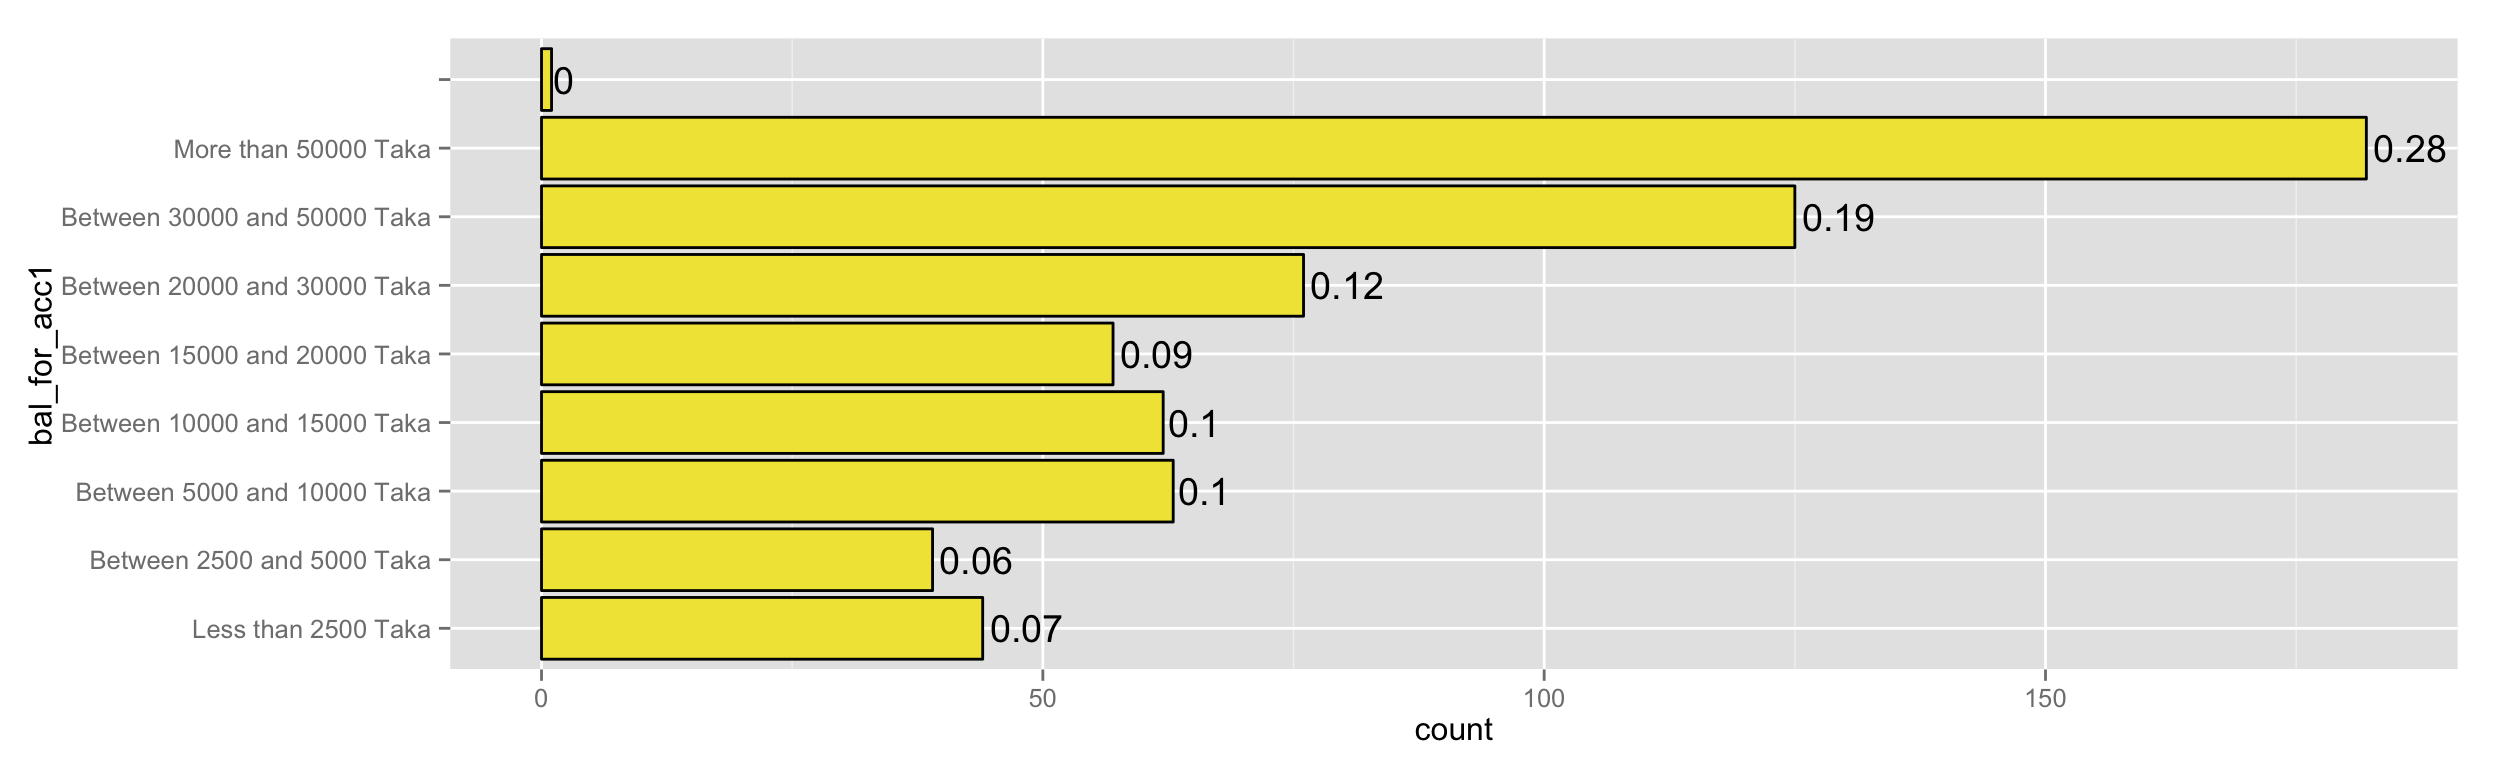 bal_for_acc1
0
More than 50000 Taka 0.28
Between 30000 and 50000 Taka 0.19
Between 20000 and 30000 Taka 0.12
Between 15000 and 20000 Taka 0.09
Between 10000 and 15000 Taka 0.1
Between 5000 and 10000 Taka 0.1
Between 2500 and 5000 Taka 0.06
Less than 2500 Taka 0.07
0 50 100 150
count